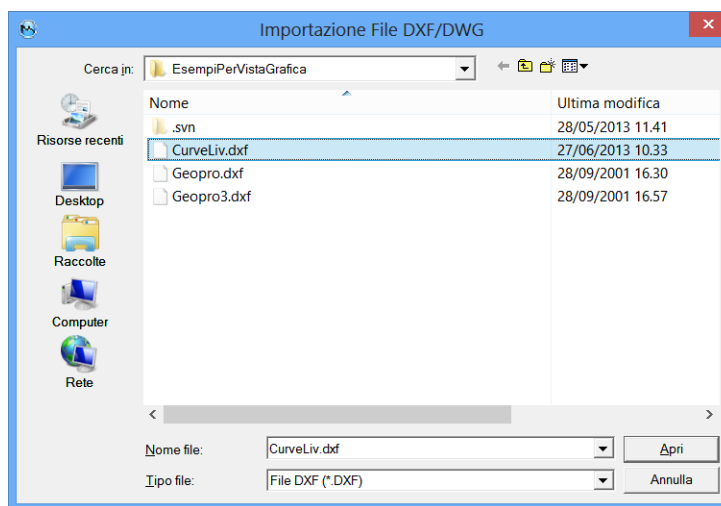 Importazione File DXF/DWG
Cerca in: EsempiPerVistaGrafica
Nome Ultima modifica
.svn 28/05/2013 11.41
CurveLiv.dxf 27/06/2013 10.33
Geopro.dxf 28/09/2001 16.30
Geopro3.dxf 28/09/2001 16.57
Risorse recenti
Desktop
Raccolte
Computer
Rete
Nome file: CurveLiv.dxf Apri
Tipo file: File DXF (*.DXF) Annulla